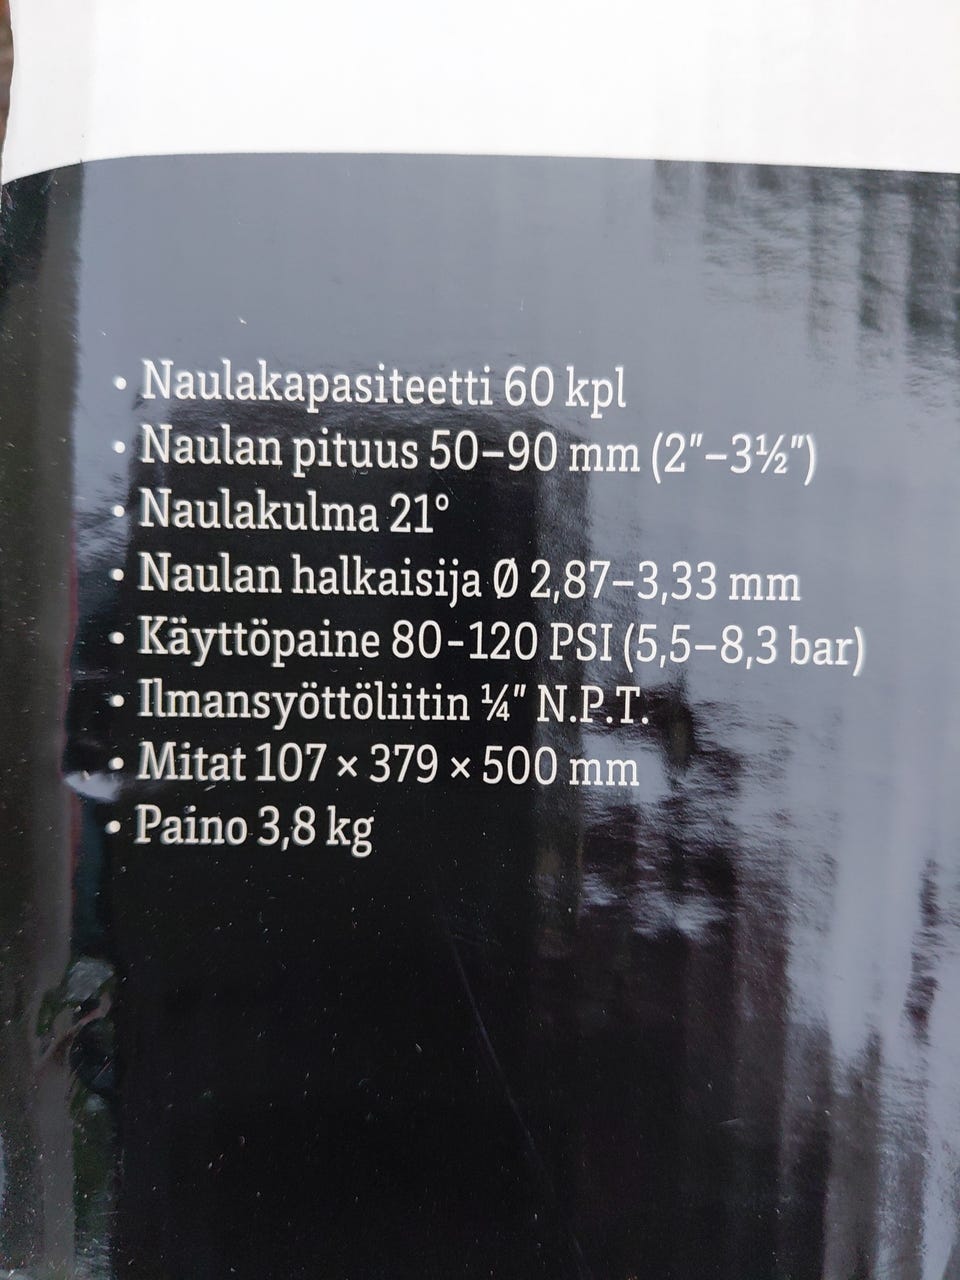 • Naulakapasiteetti 60 kpl
• Naulan pituus 50–90 mm (2"–3½")
• Naulakulma 21°
• Naulan halkaisija Ø 2,87–3,33 mm
• Käyttöpaine 80-120 PSI (5,5–8,3 bar)
• Ilmansyöttöliitin ¼" N.P.T.
• Mitat 107 × 379 × 500 mm
• Paino 3,8 kg